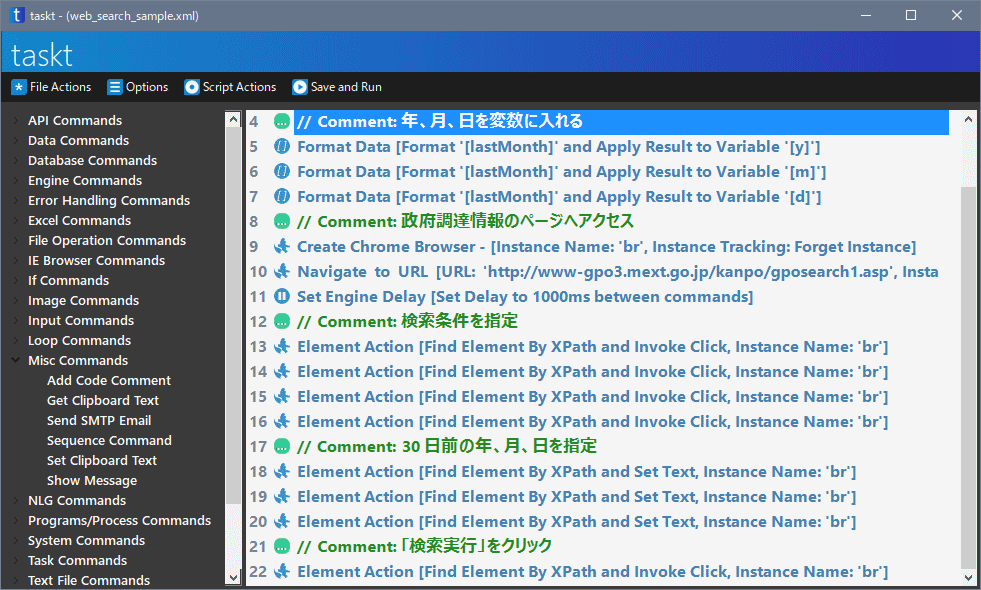 taskt - (web_search_sample.xml)
taskt
File Actions Options Script Actions Save and Run
API Commands
Data Commands
Database Commands
Engine Commands
Error Handling Commands
Excel Commands
File Operation Commands
IE Browser Commands
If Commands
Image Commands
Input Commands
Loop Commands
Misc Commands
Add Code Comment
Get Clipboard Text
Send SMTP Email
Sequence Command
Set Clipboard Text
Show Message
NLG Commands
Programs/Process Commands
System Commands
Task Commands
Text File Commands
4 // Comment: 年、月、日を変数に入れる
5 Format Data [Format '[lastMonth]' and Apply Result to Variable '[y]']
6 Format Data [Format '[lastMonth]' and Apply Result to Variable '[m]']
7 Format Data [Format '[lastMonth]' and Apply Result to Variable '[d]']
8 // Comment: 政府調達情報のページへアクセス
9 Create Chrome Browser - [Instance Name: 'br', Instance Tracking: Forget Instance]
10 Navigate to URL [URL: 'http://www-gpo3.mext.go.jp/kanpo/gposearch1.asp', Insta
11 Set Engine Delay [Set Delay to 1000ms between commands]
12 // Comment: 検索条件を指定
13 Element Action [Find Element By XPath and Invoke Click, Instance Name: 'br']
14 Element Action [Find Element By XPath and Invoke Click, Instance Name: 'br']
15 Element Action [Find Element By XPath and Invoke Click, Instance Name: 'br']
16 Element Action [Find Element By XPath and Invoke Click, Instance Name: 'br']
17 // Comment: 30 日前の年、月、日を指定
18 Element Action [Find Element By XPath and Set Text, Instance Name: 'br']
19 Element Action [Find Element By XPath and Set Text, Instance Name: 'br']
20 Element Action [Find Element By XPath and Set Text, Instance Name: 'br']
21 // Comment: 「検索実行」をクリック
22 Element Action [Find Element By XPath and Invoke Click, Instance Name: 'br']